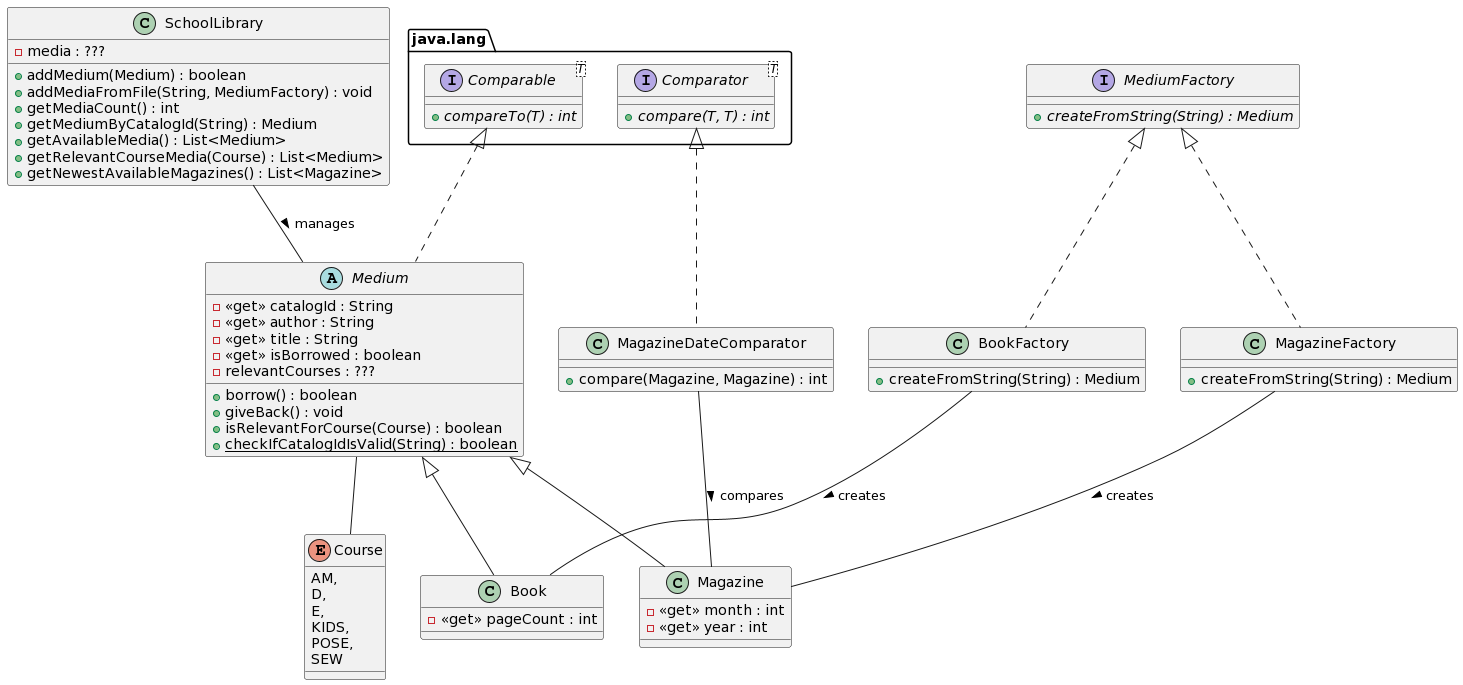 SchoolLibrary
media : ???
addMedium(Medium) : boolean
addMediaFromFile(String, MediumFactory) : void
getMediaCount() : int
getMediumByCatalogId(String) : Medium
getAvailableMedia() : List<Medium>
getRelevantCourseMedia(Course) : List<Medium>
getNewestAvailableMagazines() : List<Magazine>
java.lang
I Comparable T
compareTo(T) : int
I Comparator T
compare(T, T) : int
I MediumFactory
createFromString(String) : Medium
manages
A Medium
«get» catalogId : String
«get» author : String
«get» title : String
«get» isBorrowed : boolean
relevantCourses : ???
borrow() : boolean
giveBack() : void
isRelevantForCourse(Course) : boolean
checkIfCatalogIdIsValid(String) : boolean
C MagazineDateComparator
compare(Magazine, Magazine) : int
C BookFactory
createFromString(String) : Medium
C MagazineFactory
createFromString(String) : Medium
compares
creates
creates
E Course
AM,
D,
E,
KIDS,
POSE,
SEW
C Book
«get» pageCount : int
C Magazine
«get» month : int
«get» year : int